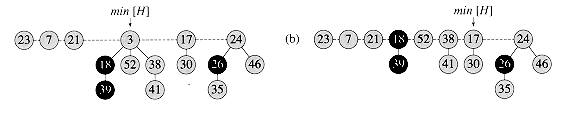 min [H]
min [H]
23 7 21 3 17 24
(b) 23 7 21 18 52 38 17 24
18 52 38 30 26 46
39 41 30 26 46
39 41 35
35